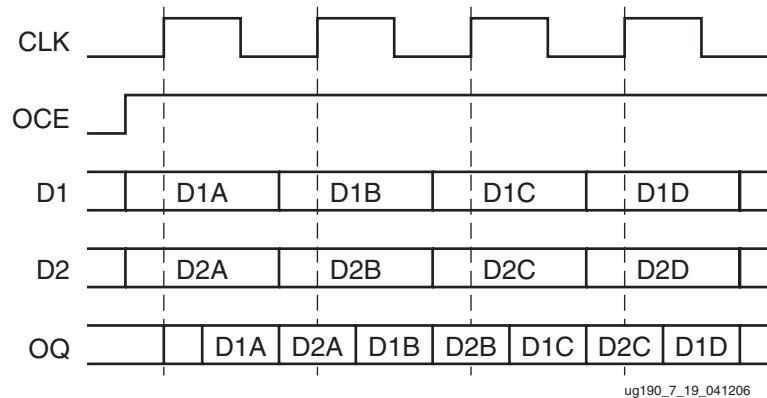 CLK
OCE
D1 D1A D1B D1C D1D
D2 D2A D2B D2C D2D
OQ D1A D2A D1B D2B D1C D2C D1D
ug190_7_19_041206